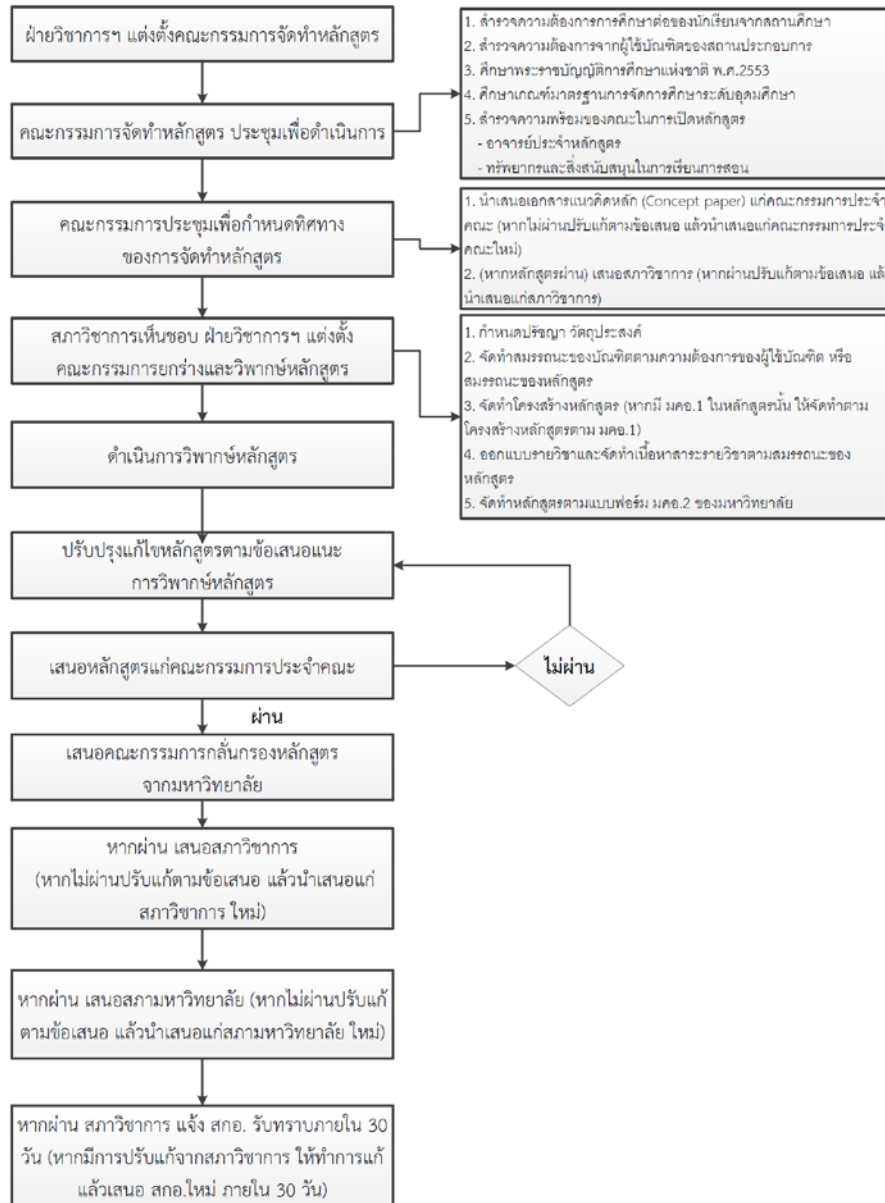 ฝ่ายวิชาการฯ แต่งตั้งคณะกรรมการจัดทำหลักสูตร
คณะกรรมการจัดทำหลักสูตร ประชุมเพื่อดำเนินการ
1. สำรวจความต้องการการศึกษาต่อของนักเรียนจากสถานศึกษา
2. สำรวจความต้องการจากผู้ใช้บัณฑิตของสถานประกอบการ
3. ศึกษาพระราชบัญญัติการศึกษาแห่งชาติ พ.ศ.2553
4. ศึกษาเกณฑ์มาตรฐานการจัดการศึกษาระดับอุดมศึกษา
5. สำรวจความพร้อมของคณะในการเปิดหลักสูตร
- อาจารย์ประจำหลักสูตร
- ทรัพยากรและสิ่งสนับสนุนในการเรียนการสอน
คณะกรรมการประชุมเพื่อกำหนดทิศทาง
ของการจัดทำหลักสูตร
1. นำเสนอเอกสารแนวคิดหลัก (Concept paper) แก่คณะกรรมการประจำ
คณะ (หากไม่ผ่านปรับแก้ตามข้อเสนอ แล้วนำเสนอแก่คณะกรรมการประจำ
คณะใหม่)
2. (หากหลักสูตรผ่าน) เสนอสภาวิชาการ (หากผ่านปรับแก้ตามข้อเสนอ แล้
นำเสนอแก่สภาวิชาการ)
สภาวิชาการเห็นชอบ ฝ่ายวิชาการฯ แต่งตั้ง
คณะกรรมการยกร่างและวิพากษ์หลักสูตร
1. กำหนดปรัชญา วัตถุประสงค์
2. จัดทำสมรรถนะของบัณฑิตตามความต้องการของผู้ใช้บัณฑิต หรือ
สมรรถนะของหลักสูตร
3. จัดทำโครงสร้างหลักสูตร (หากมี มคอ.1 ในหลักสูตรนั้น ให้จัดทำตาม
โครงสร้างหลักสูตรตาม มคอ.1)
4. ออกแบบรายวิชาและจัดทำเนื้อหาสาระรายวิชาตามสมรรถนะของ
หลักสูตร
5. จัดทำหลักสูตรตามแบบฟอร์ม มคอ.2 ของมหาวิทยาลัย
ดำเนินการวิพากษ์หลักสูตร
ปรับปรุงแก้ไขหลักสูตรตามข้อเสนอแนะ
การวิพากษ์หลักสูตร
เสนอหลักสูตรแก่คณะกรรมการประจำคณะ
ไม่ผ่าน
ผ่าน
เสนอคณะกรรมการกลั่นกรองหลักสูตร
จากมหาวิทยาลัย
หากผ่าน เสนอสภาวิชาการ
(หากไม่ผ่านปรับแก้ตามข้อเสนอ แล้วนำเสนอแก่
สภาวิชาการ ใหม่)
หากผ่าน เสนอสภามหาวิทยาลัย (หากไม่ผ่านปรับแก้
ตามข้อเสนอ แล้วนำเสนอแก่สภามหาวิทยาลัย ใหม่)
หากผ่าน สภาวิชาการ แจ้ง สกอ. รับทราบภายใน 30
วัน (หากมีการปรับแก้จากสภาวิชาการ ให้ทำการแก้
แล้วเสนอ สกอ.ใหม่ ภายใน 30 วัน)